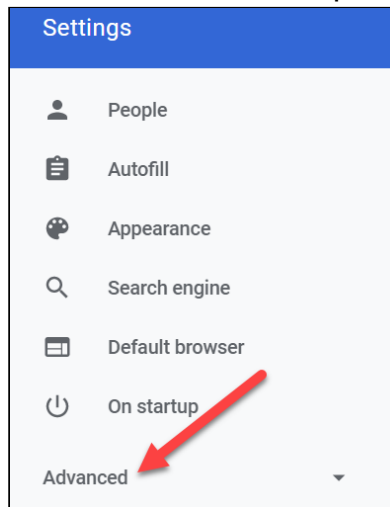 Settings
People
Autofill
Appearance
Search engine
Default browser
On startup
Advanced